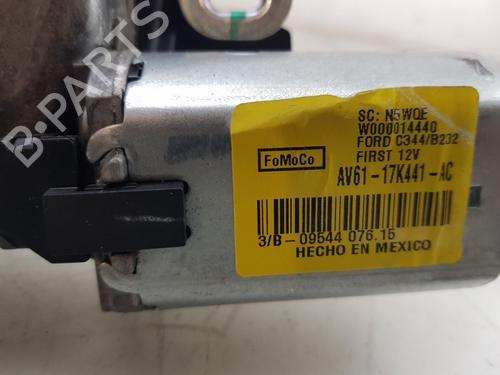 SC: N5WQE
W000014440
FORD C344/B232
FIRST 12V
FoMoCo
AV61-17K441-AC
3/B-09544 076.15
HECHO EN MEXICO
B-PARTS